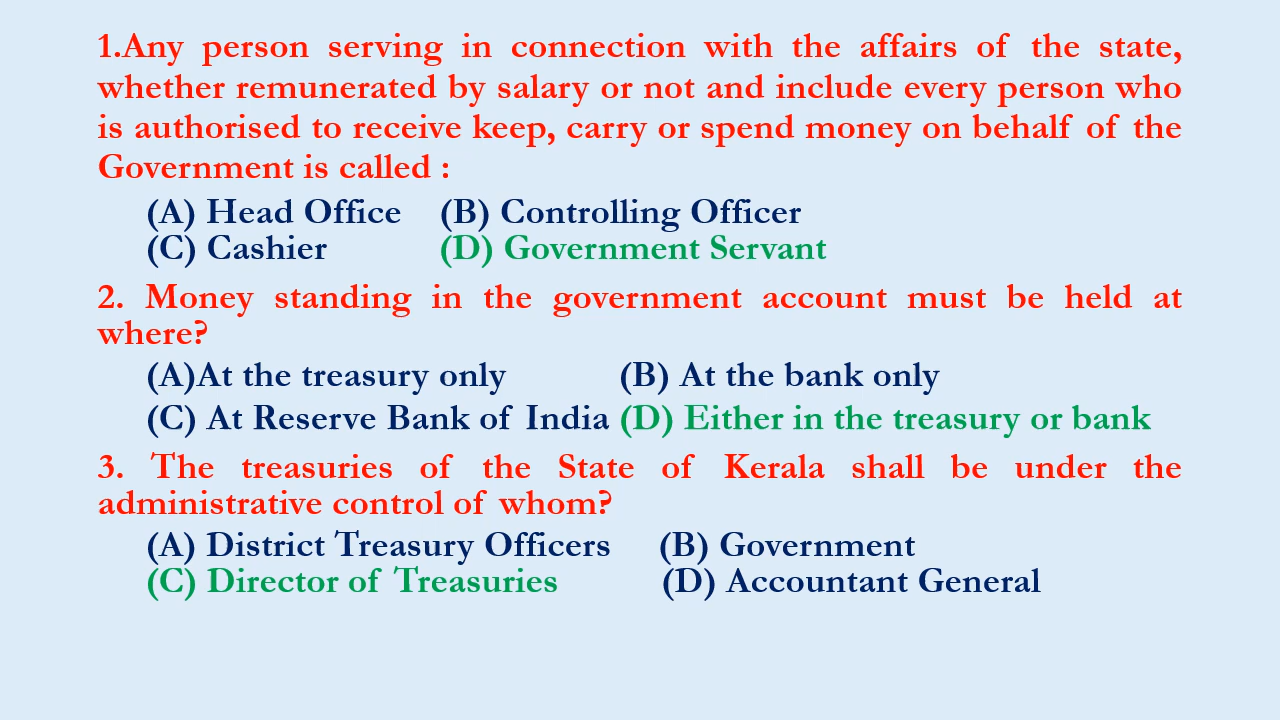 1.Any person serving in connection with the affairs of the state,
whether remunerated by salary or not and include every person who
is authorised to receive keep, carry or spend money on behalf of the
Government is called :
(A) Head Office (B) Controlling Officer
(C) Cashier (D) Government Servant
2. Money standing in the government account must be held at
where?
(A)At the treasury only (B) At the bank only
(C) At Reserve Bank of India (D) Either in the treasury or bank
3. The treasuries of the State of Kerala shall be under the
administrative control of whom?
(A) District Treasury Officers (B) Government
(C) Director of Treasuries (D) Accountant General